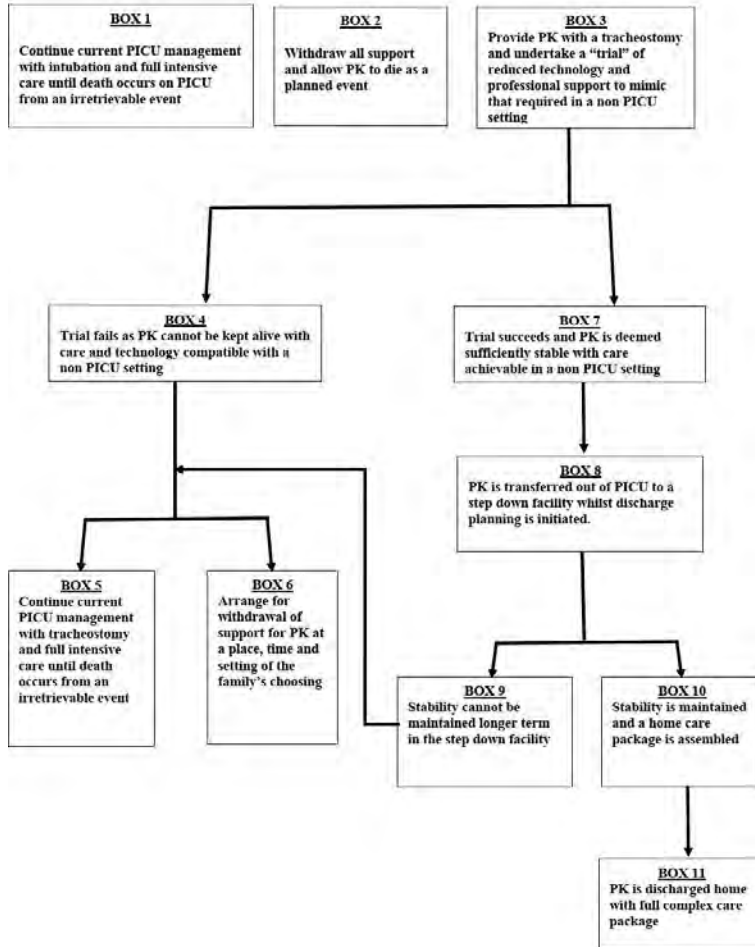 BOX 1
Continue current PICU management
with intubation and full intensive
care until death occurs on PICU
from an irretrievable event
BOX 2
Withdraw all support
and allow PK to die as a
planned event
BOX 3
Provide PK with a tracheostomy
and undertake a “trial” of
reduced technology and
professional support to mimic
that required in a non PICU
setting
BOX 4
Trial fails as PK cannot be kept alive with
care and technology compatible with a
non PICU setting
BOX 7
Trial succeeds and PK is deemed
sufficiently stable with care
achievable in a non PICU setting
BOX 8
PK is transferred out of PICU to a
step down facility whilst discharge
planning is initiated.
BOX 5
Continue current
PICU management
with tracheostomy
and full intensive
care until death
occurs from an
irretrievable event
BOX 6
Arrange for
withdrawal of
support for PK at
a place, time and
setting of the
family’s choosing
BOX 9
Stability cannot be
maintained longer term
in the step down facility
BOX 10
Stability is maintained
and a home care
package is assembled
BOX 11
PK is discharged home
with full complex care
package